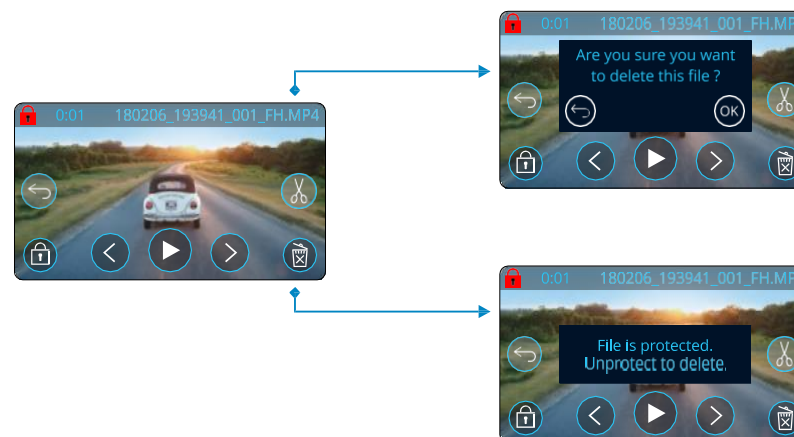 0:01 180206_193941_001_FH.MP4
0:01 180206_193941_001_FH.MP
Are you sure you want
to delete this file ?
OK
0:01 180206_193941_001_FH.MP
File is protected.
Unprotect to delete.